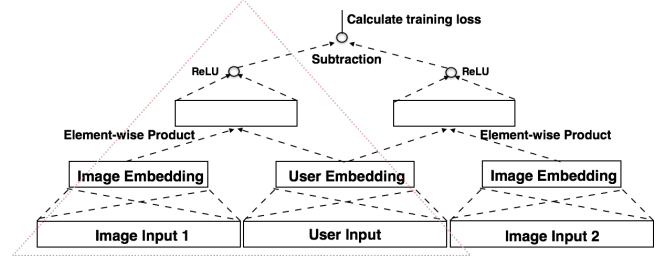 Calculate training loss
Subtraction
ReLU
ReLU
Element-wise Product
Element-wise Product
Image Embedding
User Embedding
Image Embedding
Image Input 1
User Input
Image Input 2